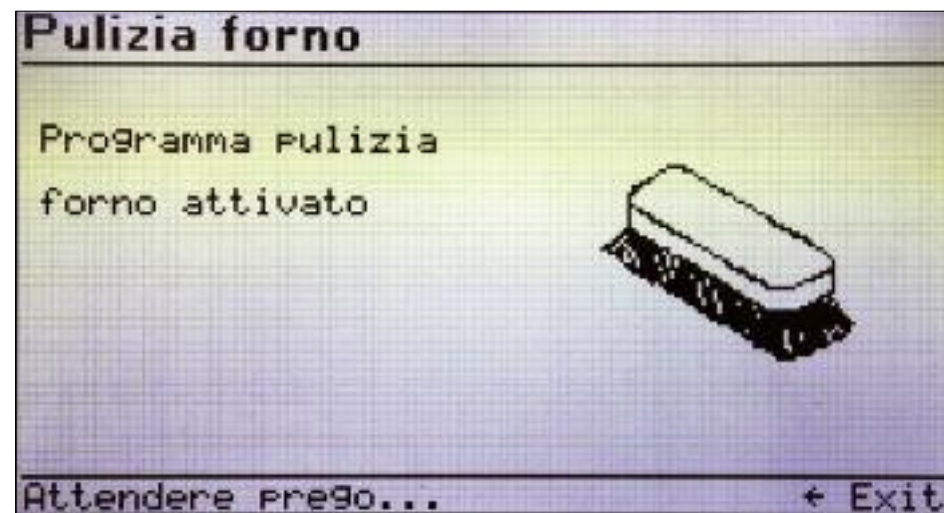 Pulizia forno
Programma pulizia
forno attivato
Attendere prego... ← Exit